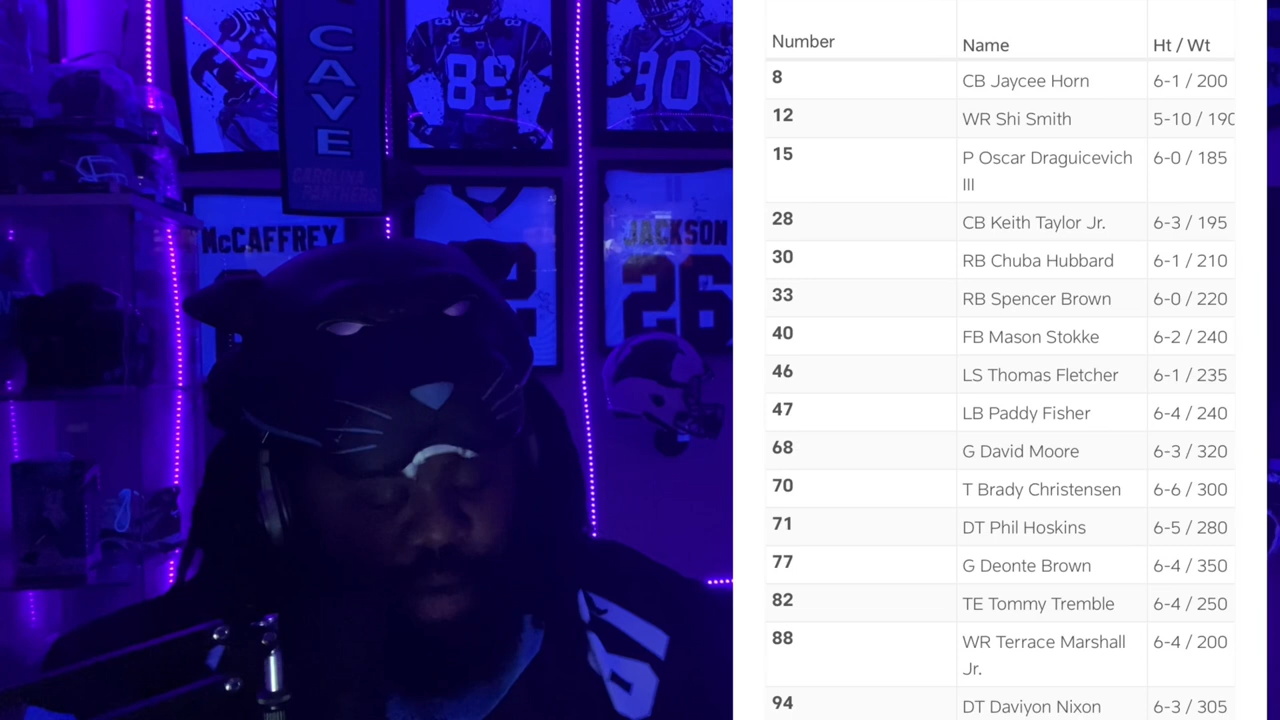 CAVE
CAROLINA
PANTHERS
89
90
McCAFFREY
JACKSON
26
Number Name Ht / Wt
8 CB Jaycee Horn 6-1 / 200
12 WR Shi Smith 5-10 / 190
15 P Oscar Draguicevich 6-0 / 185
III
28 CB Keith Taylor Jr. 6-3 / 195
30 RB Chuba Hubbard 6-1 / 210
33 RB Spencer Brown 6-0 / 220
40 FB Mason Stokke 6-2 / 240
46 LS Thomas Fletcher 6-1 / 235
47 LB Paddy Fisher 6-4 / 240
68 G David Moore 6-3 / 320
70 T Brady Christensen 6-6 / 300
71 DT Phil Hoskins 6-5 / 280
77 G Deonte Brown 6-4 / 350
82 TE Tommy Tremble 6-4 / 250
88 WR Terrace Marshall 6-4 / 200
Jr.
94 DT Daviyon Nixon 6-3 / 305